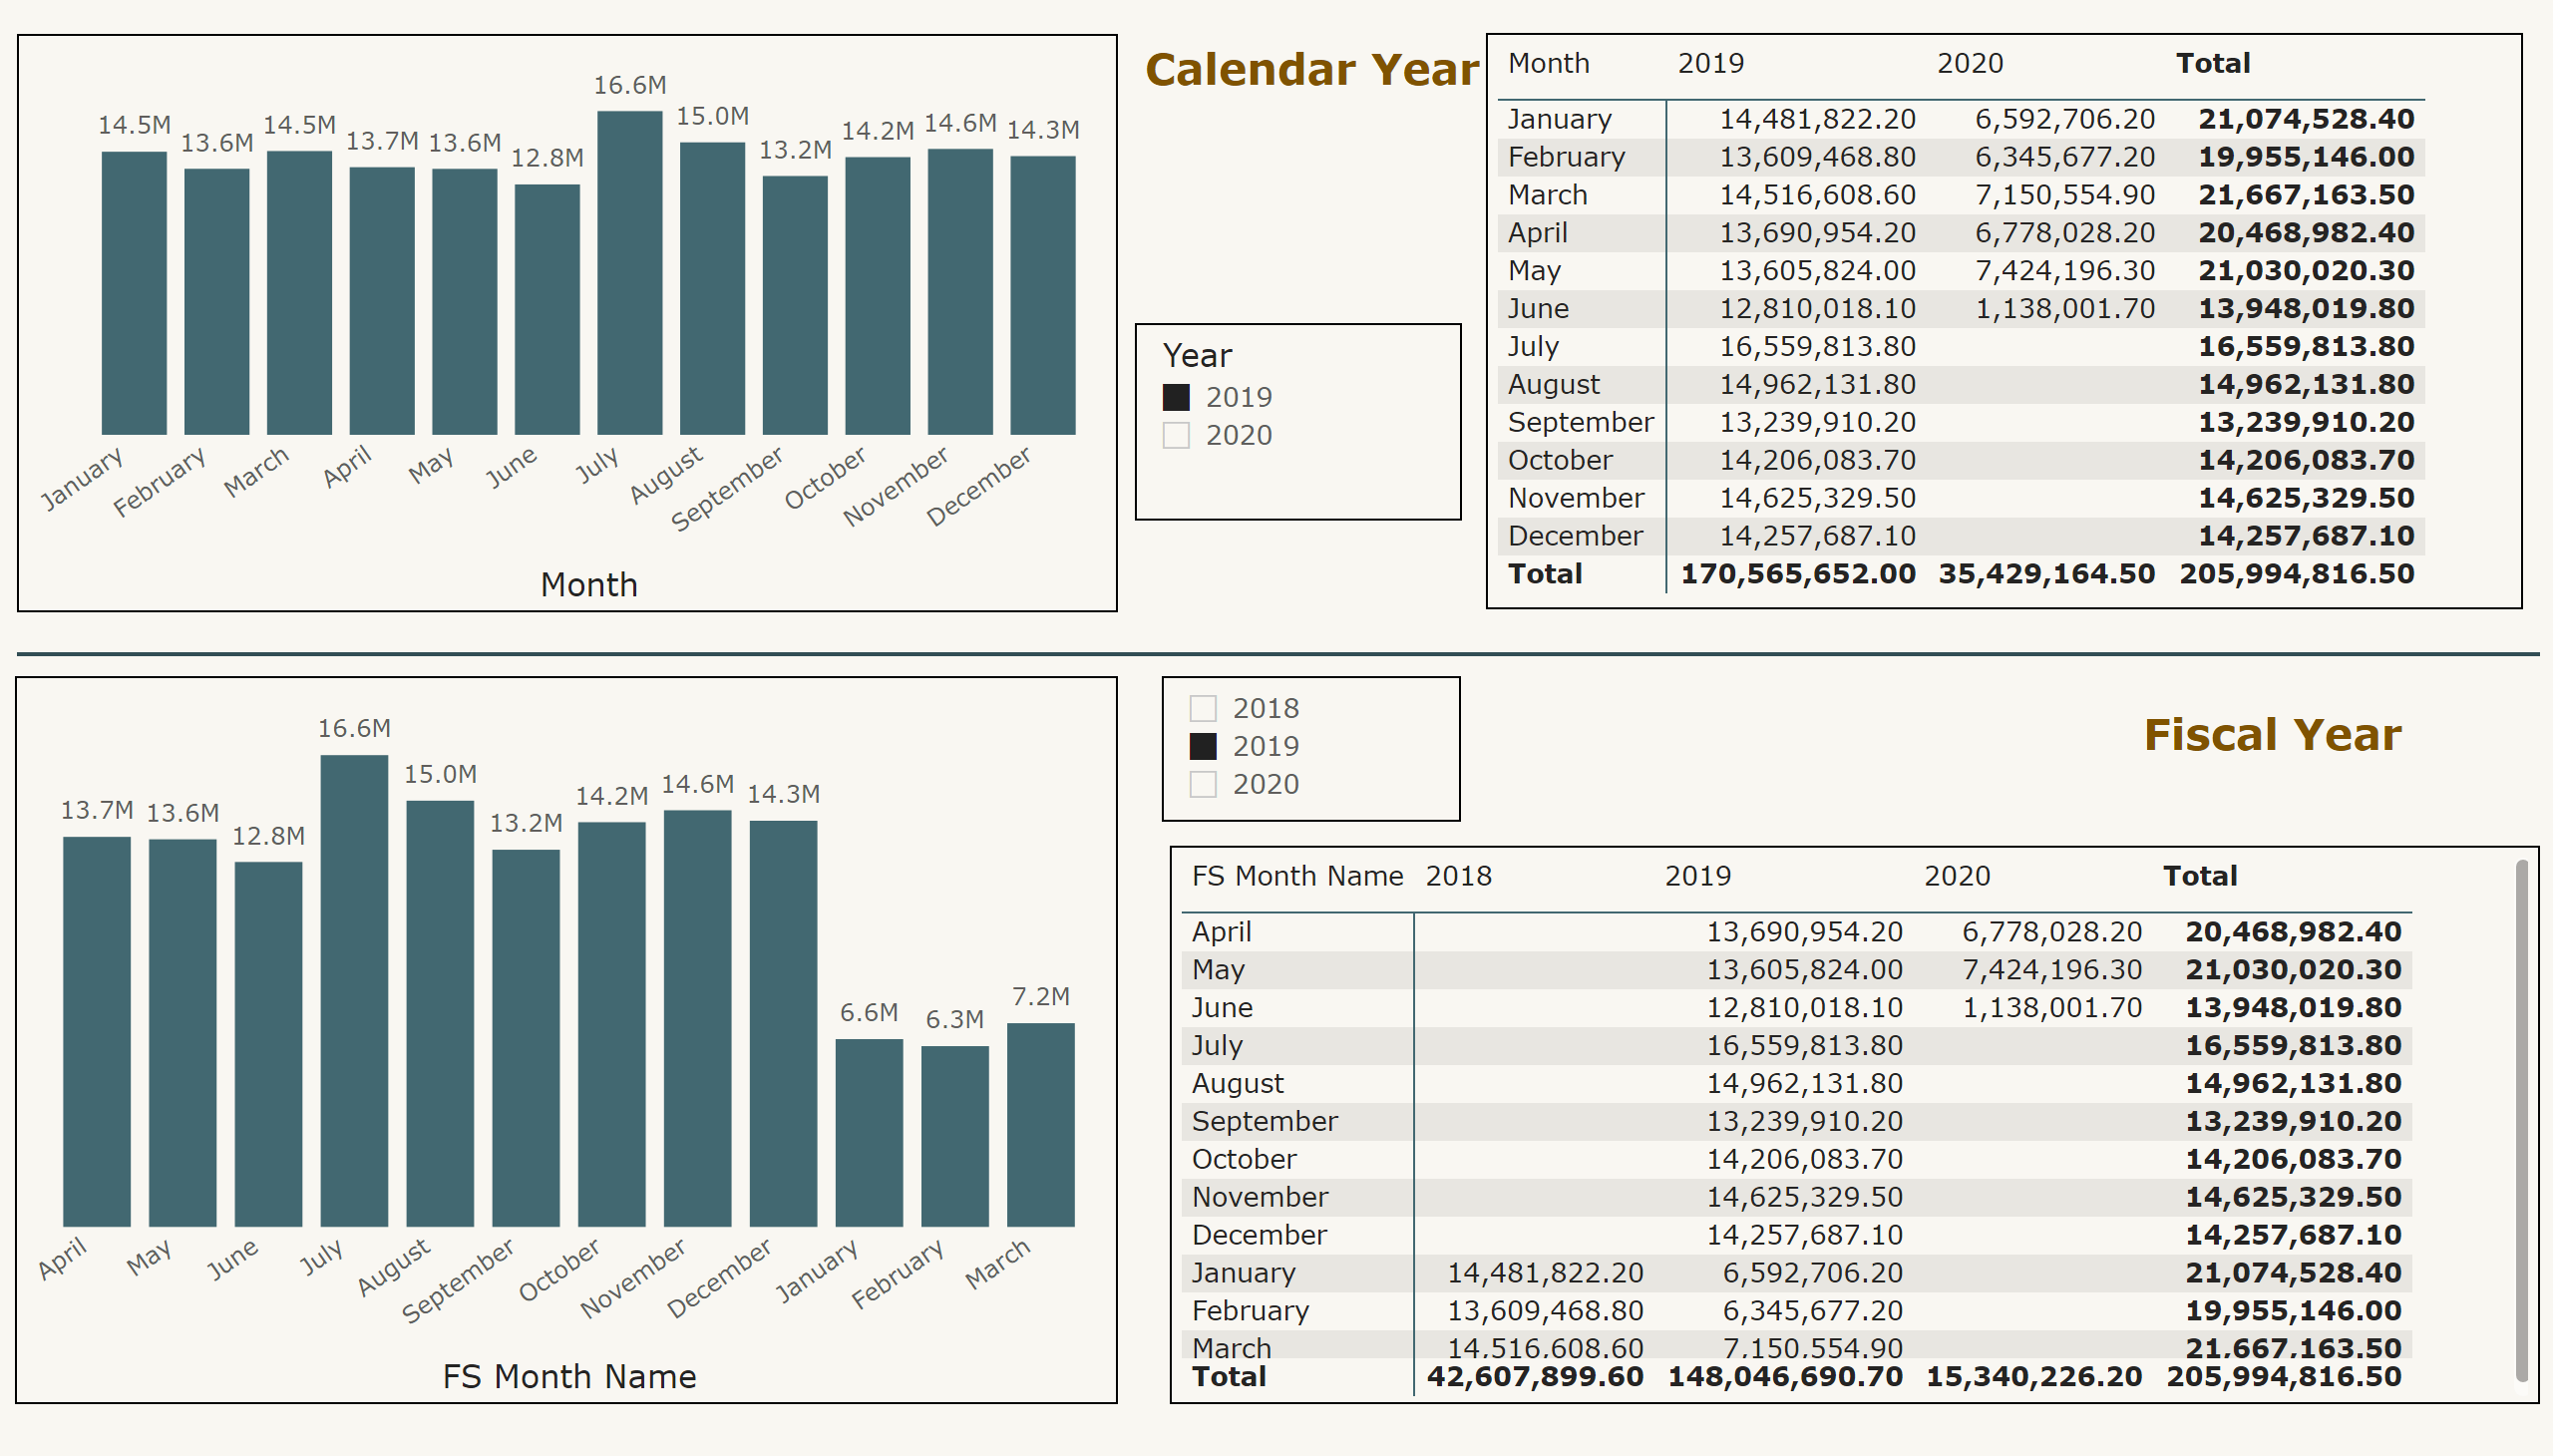 Calendar Year
14.5M 13.6M 14.5M 13.7M 13.6M 12.8M 16.6M 15.0M 13.2M 14.2M 14.6M 14.3M
January February March April May June July August September October November December
Month
Year
2019
2020
Month 2019 2020 Total
January 14,481,822.20 6,592,706.20 21,074,528.40
February 13,609,468.80 6,345,677.20 19,955,146.00
March 14,516,608.60 7,150,554.90 21,667,163.50
April 13,690,954.20 6,778,028.20 20,468,982.40
May 13,605,824.00 7,424,196.30 21,030,020.30
June 12,810,018.10 1,138,001.70 13,948,019.80
July 16,559,813.80 16,559,813.80
August 14,962,131.80 14,962,131.80
September 13,239,910.20 13,239,910.20
October 14,206,083.70 14,206,083.70
November 14,625,329.50 14,625,329.50
December 14,257,687.10 14,257,687.10
Total 170,565,652.00 35,429,164.50 205,994,816.50
13.7M 13.6M 12.8M 16.6M 15.0M 13.2M 14.2M 14.6M 14.3M 6.6M 6.3M 7.2M
April May June July August September October November December January February March
FS Month Name
2018
2019
2020
Fiscal Year
FS Month Name 2018 2019 2020 Total
April 13,690,954.20 6,778,028.20 20,468,982.40
May 13,605,824.00 7,424,196.30 21,030,020.30
June 12,810,018.10 1,138,001.70 13,948,019.80
July 16,559,813.80 16,559,813.80
August 14,962,131.80 14,962,131.80
September 13,239,910.20 13,239,910.20
October 14,206,083.70 14,206,083.70
November 14,625,329.50 14,625,329.50
December 14,257,687.10 14,257,687.10
January 14,481,822.20 6,592,706.20 21,074,528.40
February 13,609,468.80 6,345,677.20 19,955,146.00
March 14,516,608.60 7,150,554.90 21,667,163.50
Total 42,607,899.60 148,046,690.70 15,340,226.20 205,994,816.50